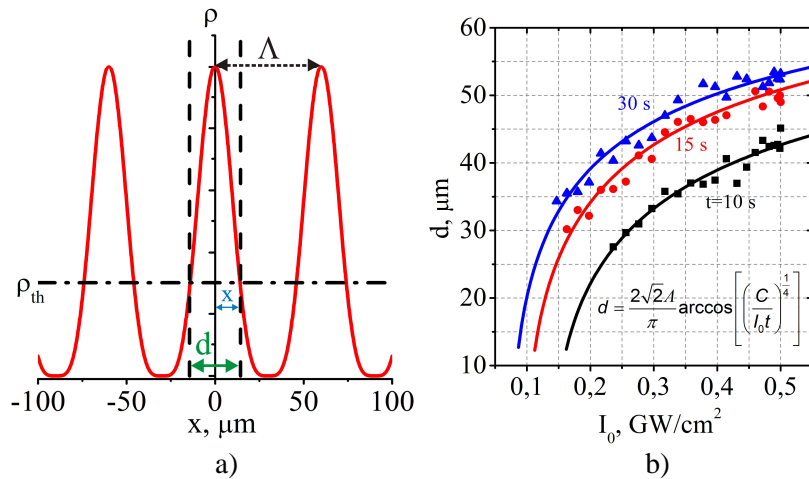 a)
ρ
Λ
ρth
x
d
-100 -50 0 50 100
x, μm
a)
b)
d, μm
60
50
40
30
20
10
30 s
15 s
t=10 s
d = 2√2Λ/π arccos[(C/I₀t)^1/4]
0,1 0,2 0,3 0,4 0,5
I₀, GW/cm²
b)